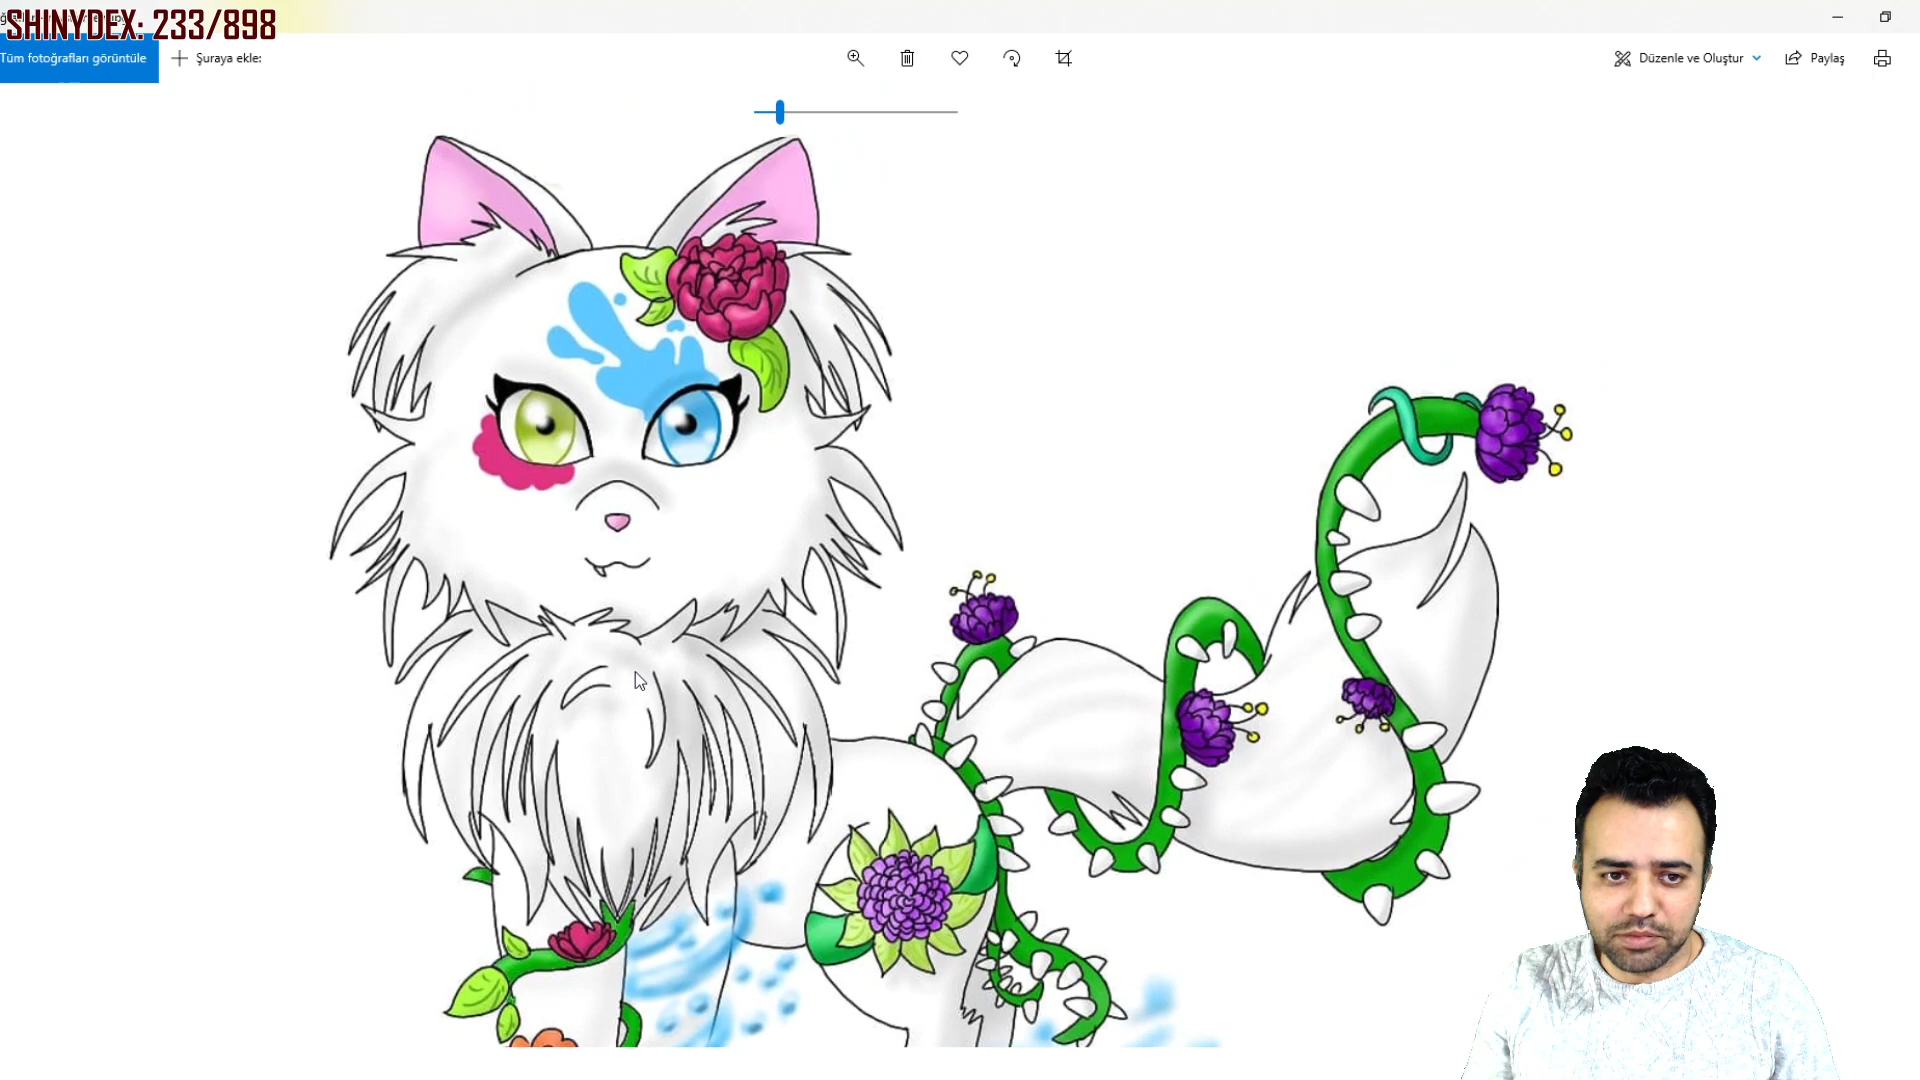 SHINYDEX: 233/898
Tüm fotoğrafları görüntüle
Şuraya ekle:
Düzenle ve Oluştur
Paylaş